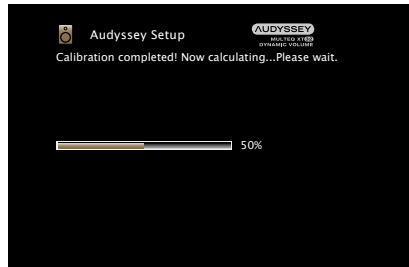 Audyssey Setup
AUDYSSEY
MULTEQ XT32
DYNAMIC VOLUME
Calibration completed! Now calculating...Please wait.
50%